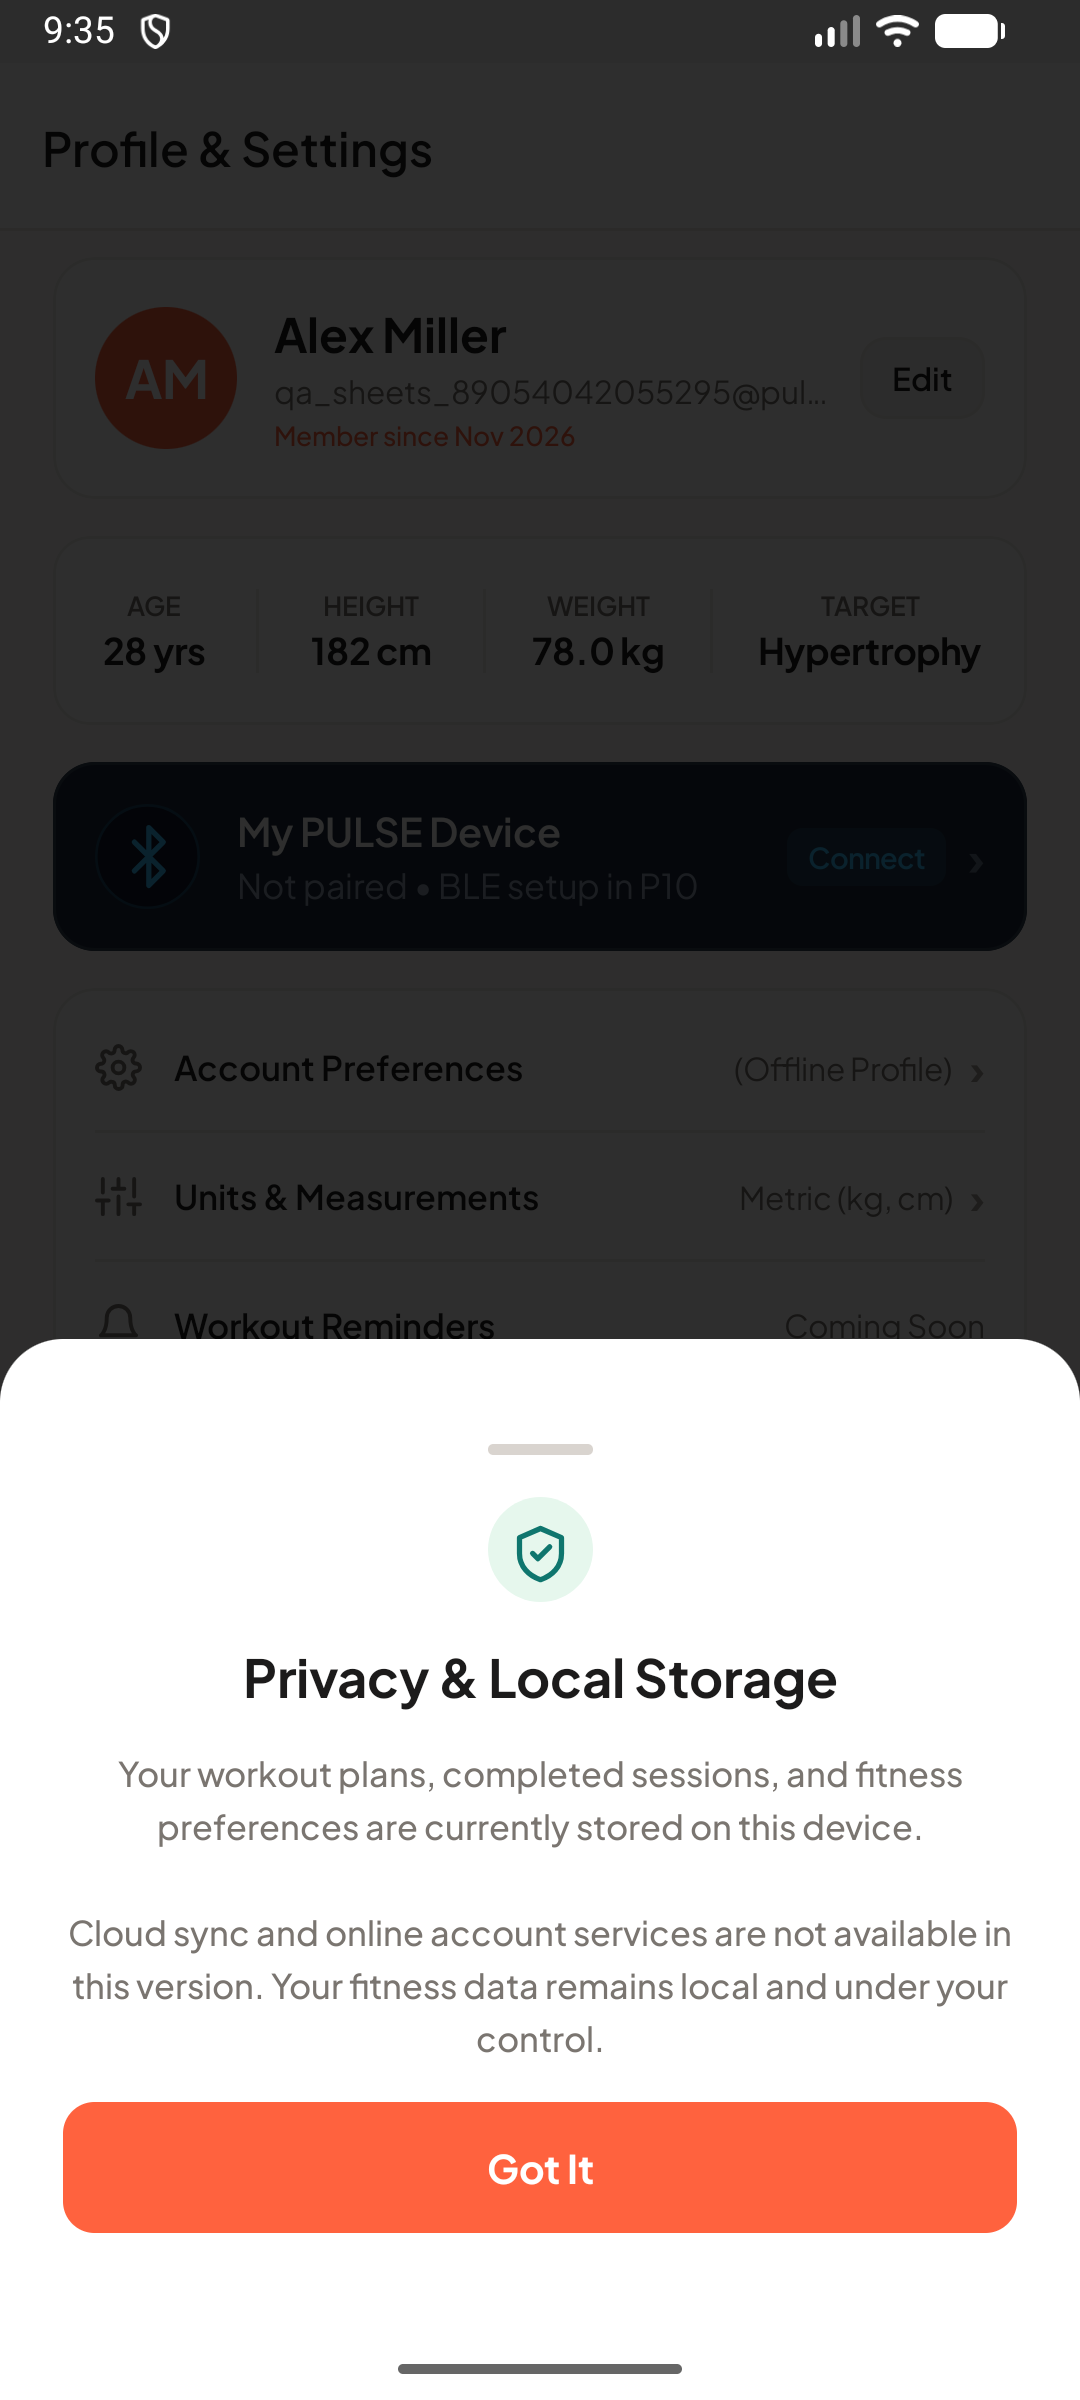 9:35
Profile & Settings
AM
Alex Miller
qa_sheets_89054042055295@pul...
Member since Nov 2026
Edit
AGE
28 yrs
HEIGHT
182 cm
WEIGHT
78.0 kg
TARGET
Hypertrophy
My PULSE Device
Not paired • BLE setup in P10
Connect
Account Preferences
(Offline Profile)
Units & Measurements
Metric (kg, cm)
Workout Reminders
Coming Soon
Privacy & Local Storage
Your workout plans, completed sessions, and fitness
preferences are currently stored on this device.
Cloud sync and online account services are not available in
this version. Your fitness data remains local and under your
control.
Got It